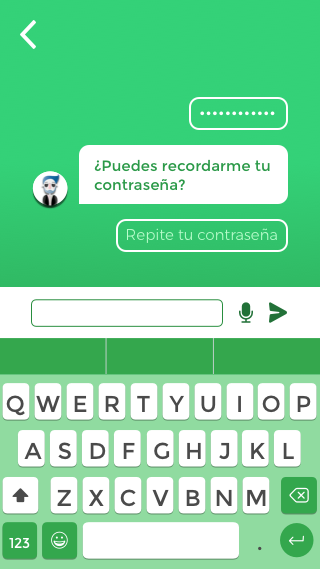 ••••••••••••
¿Puedes recordarme tu
contraseña?
Repite tu contraseña
Q W E R T Y U I O P
A S D F G H J K L
Z X C V B N M
123 .